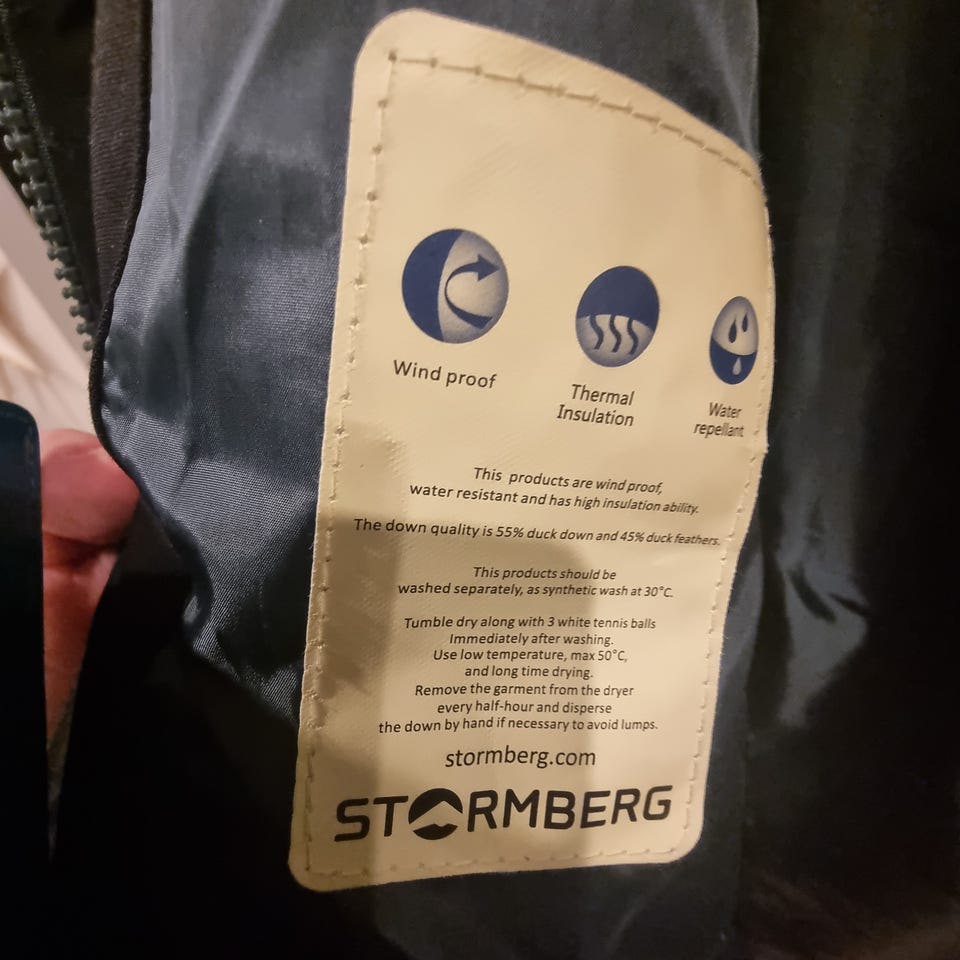 Wind proof
Thermal
Insulation
Water
repellant
This products are wind proof,
water resistant and has high insulation ability.
The down quality is 55% duck down and 45% duck feathers.
This products should be
washed separately, as synthetic wash at 30°C.
Tumble dry along with 3 white tennis balls
Immediately after washing.
Use low temperature, max 50°C,
and long time drying.
Remove the garment from the dryer
every half-hour and disperse
the down by hand if necessary to avoid lumps.
stormberg.com
STORMBERG